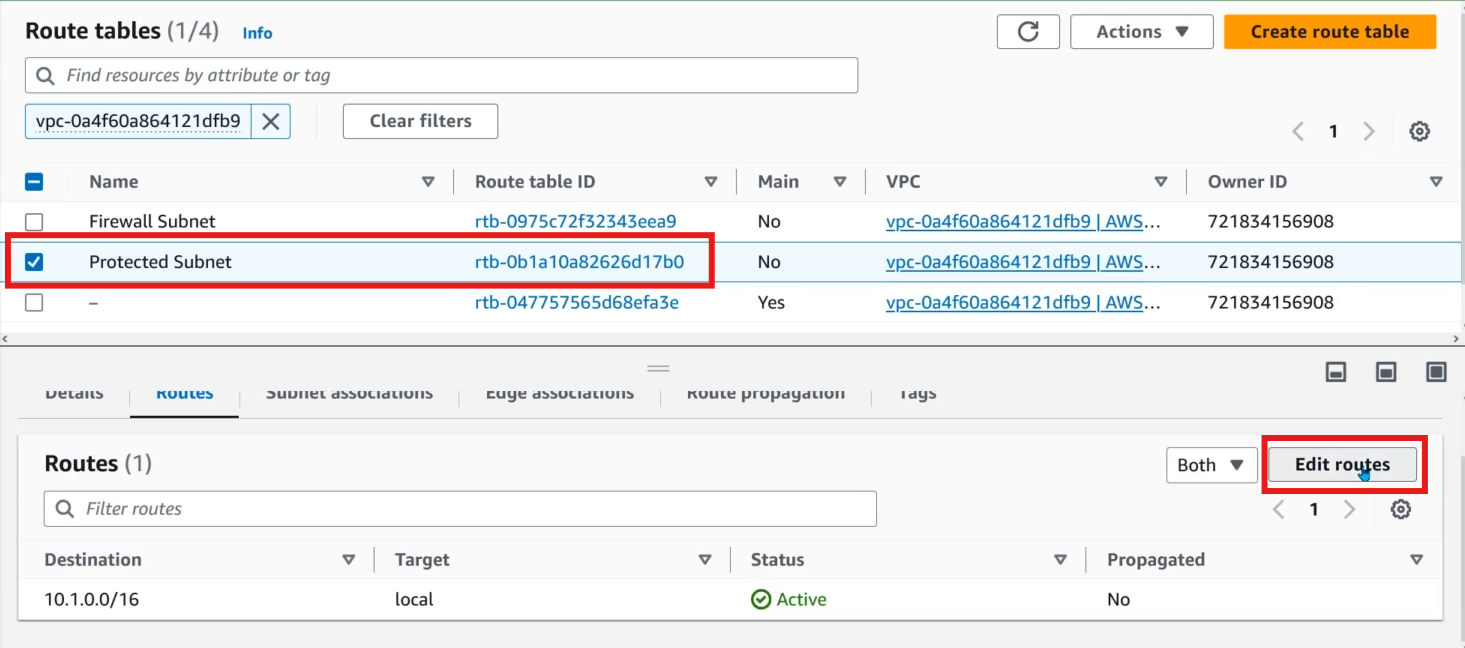 Route tables (1/4) Info
Actions
Create route table
Find resources by attribute or tag
vpc-0a4f60a864121dfb9
Clear filters
1
Name Route table ID Main VPC Owner ID
Firewall Subnet rtb-0975c72f32343eea9 No vpc-0a4f60a864121dfb9 | AWS... 721834156908
Protected Subnet rtb-0b1a10a82626d17b0 No vpc-0a4f60a864121dfb9 | AWS... 721834156908
– rtb-047757565d68efa3e Yes vpc-0a4f60a864121dfb9 | AWS... 721834156908
Details Routes Subnet associations Edge associations Route propagation Tags
Routes (1)
Both
Edit routes
Filter routes
1
Destination Target Status Propagated
10.1.0.0/16 local Active No